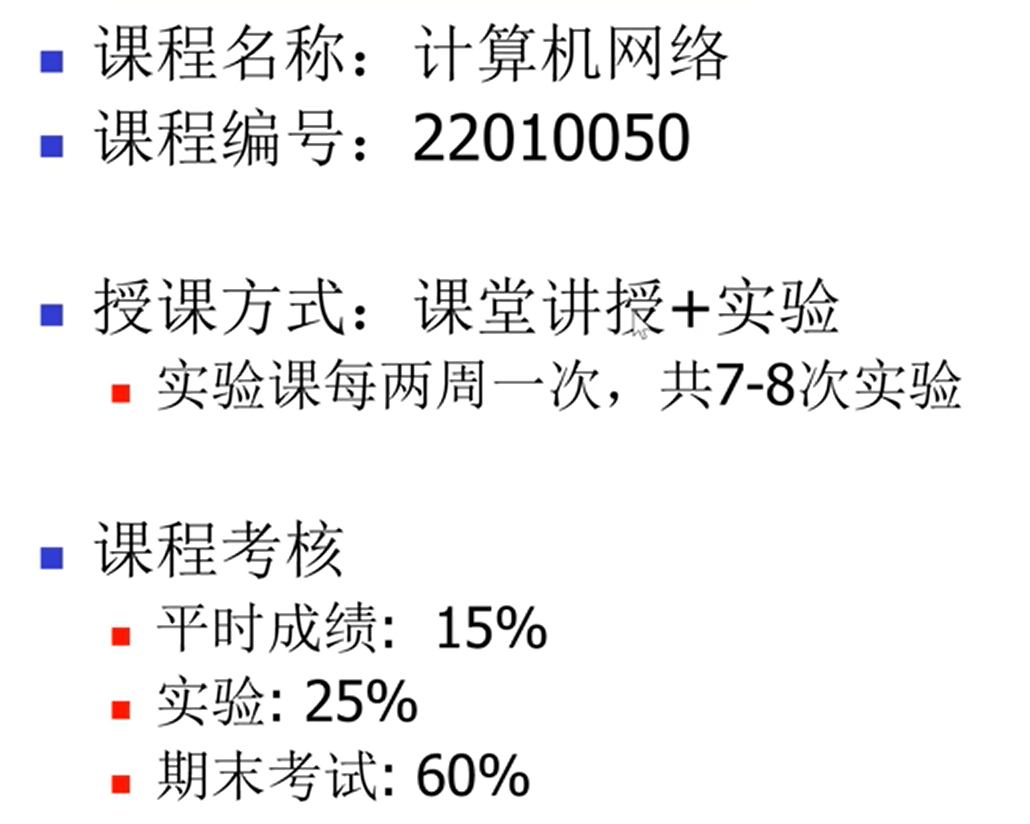 课程名称：计算机网络
课程编号：22010050
授课方式：课堂讲授+实验
实验课每两周一次，共7-8次实验
课程考核
平时成绩: 15%
实验: 25%
期末考试: 60%